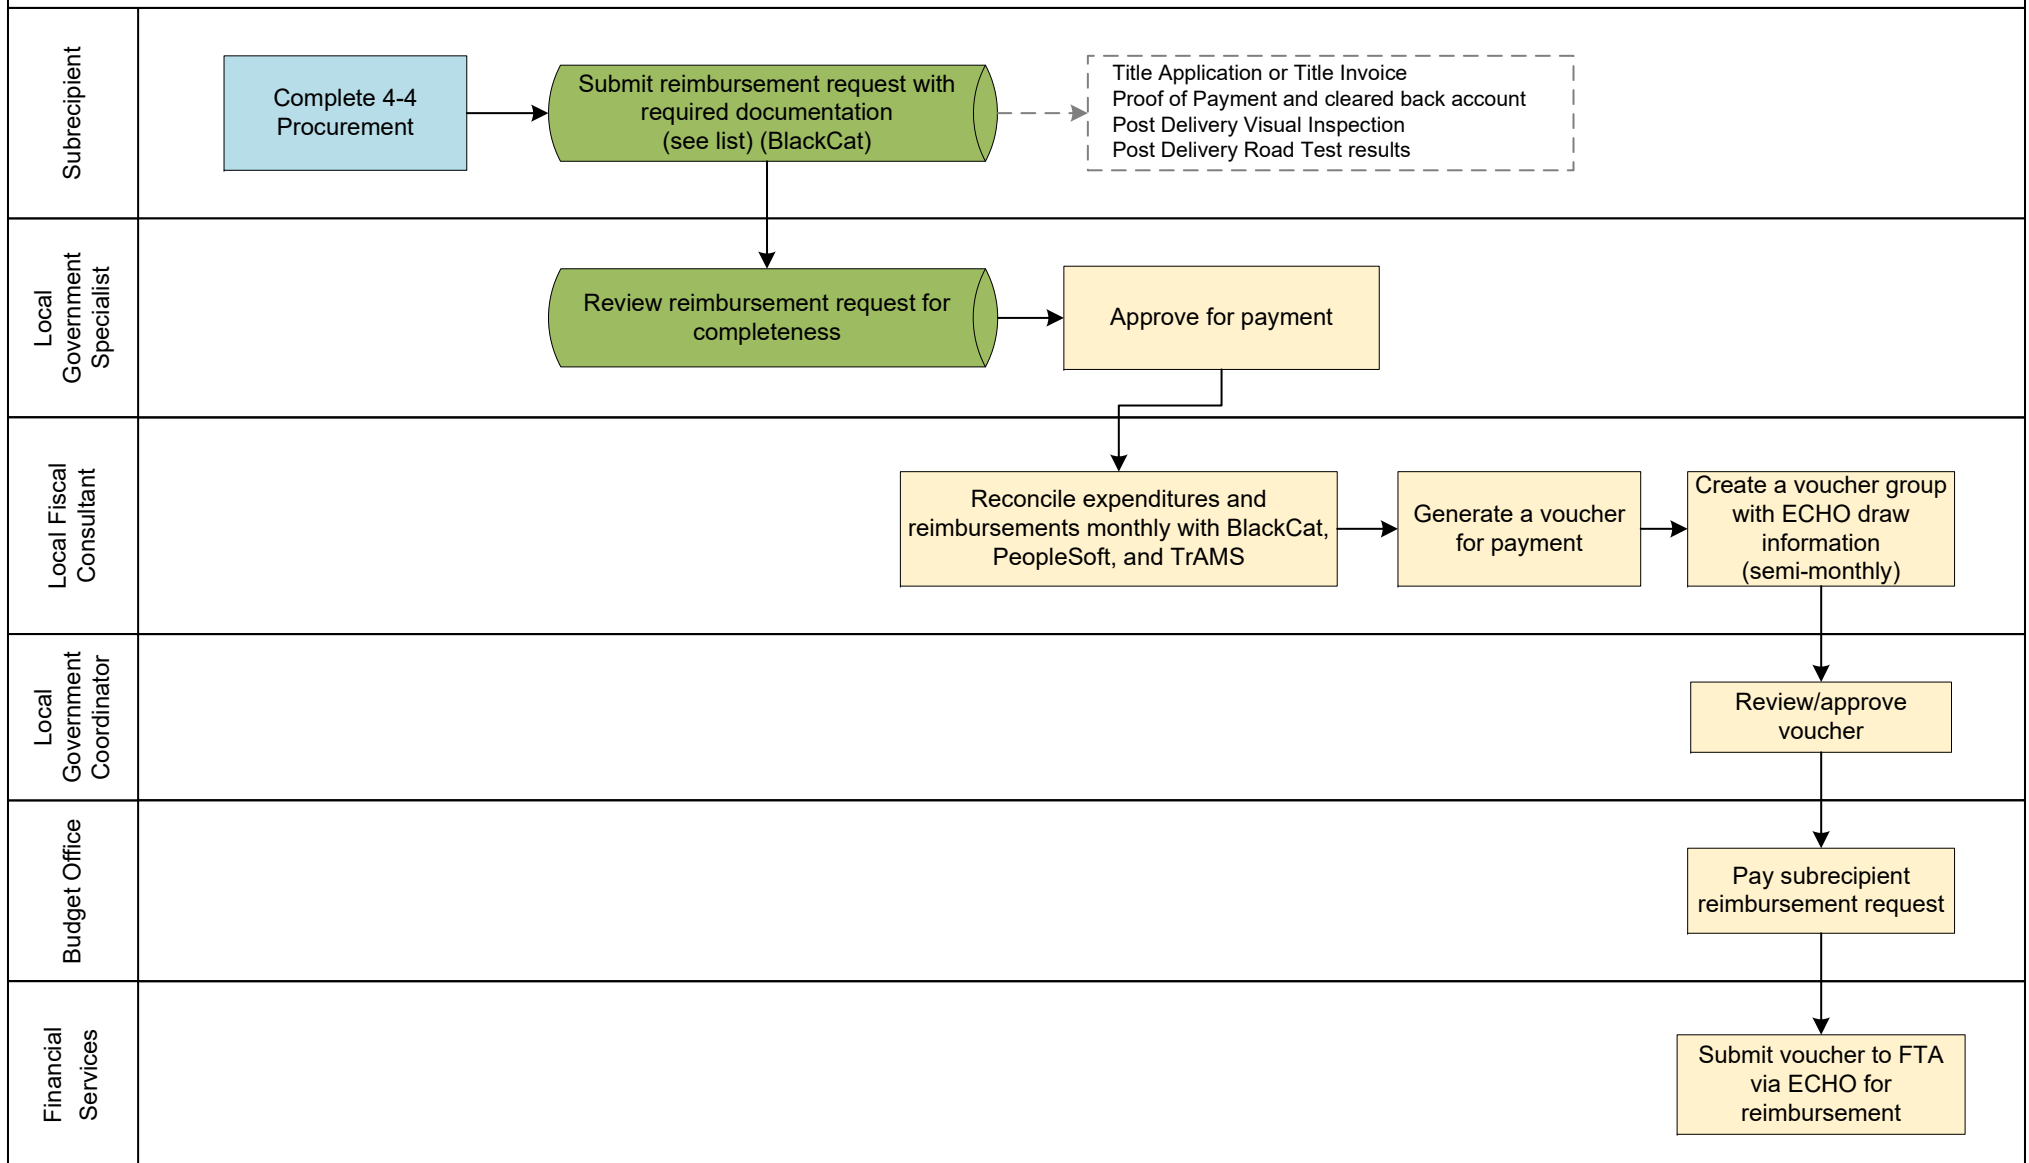 Subrecipient
Complete 4-4
Procurement
Submit reimbursement request with
required documentation
(see list) (BlackCat)
Title Application or Title Invoice
Proof of Payment and cleared back account
Post Delivery Visual Inspection
Post Delivery Road Test results
Local
Government
Specialist
Review reimbursement request for
completeness
Approve for payment
Local Fiscal
Consultant
Reconcile expenditures and
reimbursements monthly with BlackCat,
PeopleSoft, and TrAMS
Generate a voucher
for payment
Create a voucher group
with ECHO draw
information
(semi-monthly)
Local
Government
Coordinator
Review/approve
voucher
Budget Office
Pay subrecipient
reimbursement request
Financial
Services
Submit voucher to FTA
via ECHO for
reimbursement